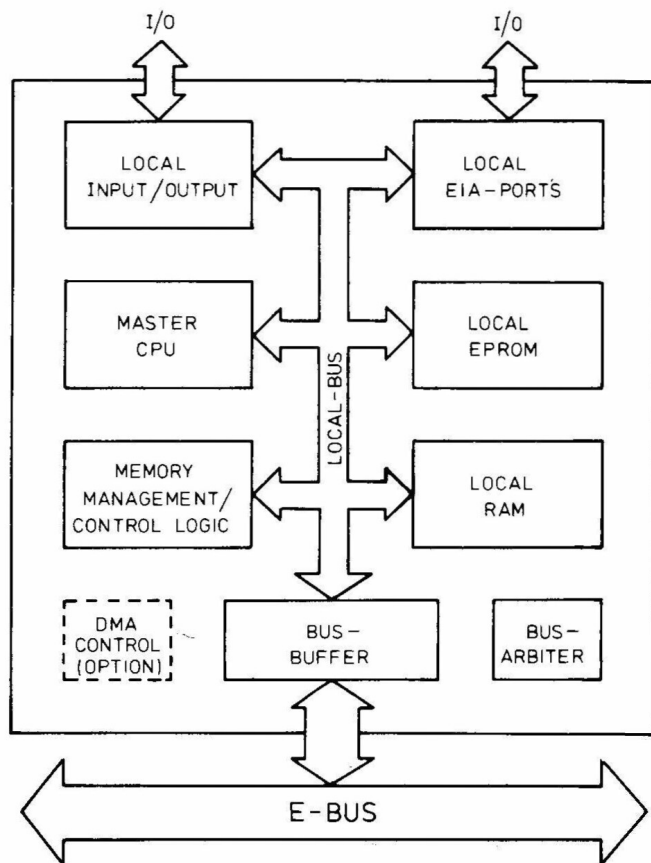 I/O
I/O
LOCAL
INPUT/OUTPUT
LOCAL
EIA-PORTS
MASTER
CPU
LOCAL
EPROM
LOCAL-BUS
MEMORY
MANAGEMENT/
CONTROL LOGIC
LOCAL
RAM
DMA
CONTROL
(OPTION)
BUS-
BUFFER
BUS-
ARBITER
E-BUS